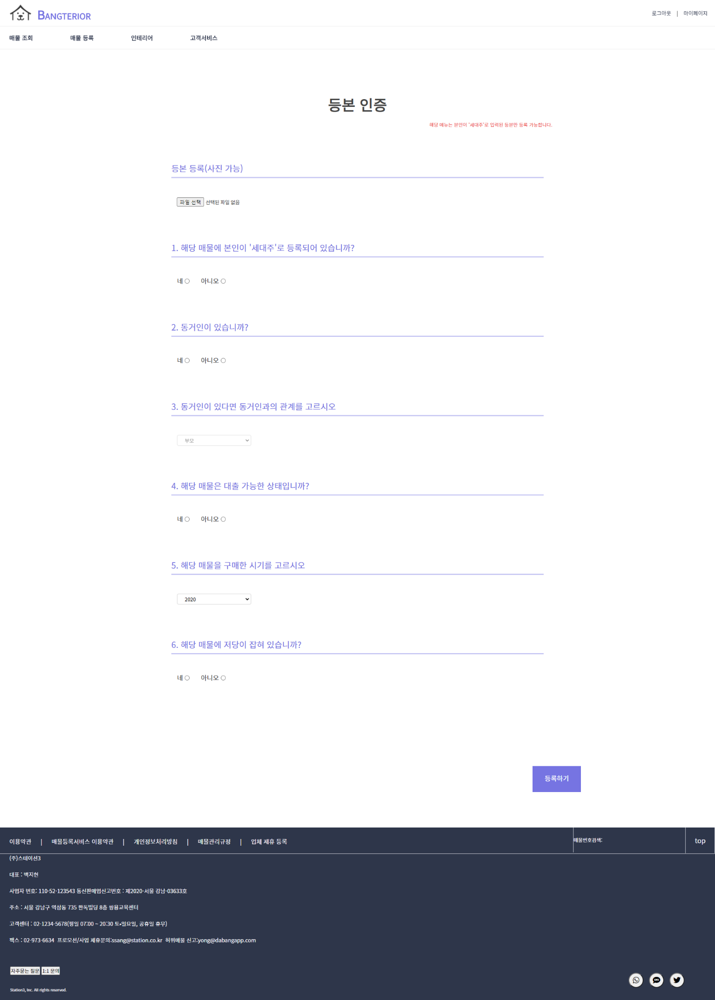 BANGTERIOR
로그아웃 | 마이페이지
매물 조회 매물 등록 인테리어 고객서비스
등본 인증
해당 메뉴는 본인이 '세대주'로 입력된 등본만 등록 가능합니다.
등본 등록(사진 가능)
파일 선택 선택된 파일 없음
1. 해당 매물에 본인이 '세대주'로 등록되어 있습니까?
네 아니오
2. 동거인이 있습니까?
네 아니오
3. 동거인이 있다면 동거인과의 관계를 고르시오
부모
4. 해당 매물은 대출 가능한 상태입니까?
네 아니오
5. 해당 매물을 구매한 시기를 고르시오
2020
6. 해당 매물에 저당이 잡혀 있습니까?
네 아니오
등록하기
이용약관 | 매물등록서비스 이용약관 | 개인정보처리방침 | 매물관리규정 | 업체 제휴 등록
매물번호검색:
top
(주)스테이션3
대표 : 백지현
사업자 번호: 110-52-123543 통신판매업신고번호 : 제2020-서울 강남-03633호
주소 : 서울 강남구 역삼동 735 한독빌딩 8층 쌍용교육센터
고객센터 : 02-1234-5678(평일 07:00 ~ 20:30 토•일요일, 공휴일 휴무)
팩스 : 02-973-6634 프로모션/사업 제휴문의:ssang@station.co.kr 허위매물 신고:yong@dabangapp.com
자주묻는 질문 1:1 문의
SMS
Station3, Inc. All rights reserved.